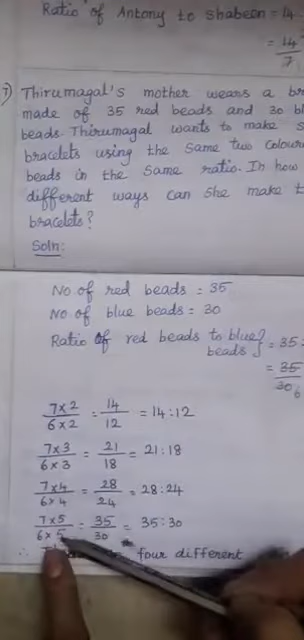 Ratio of Antony to Shabeen = 14
= 14/7
7) Thirumagal's mother wears a
made of 35 red beads and 30
beads. Thirumagal wants to make
bracelets using the same two
beads in the same ratio. In how
different ways can she make
bracelets?
Soln:
No of red beads = 35
No of blue beads = 30
Ratio of red beads to blue beads } = 35:
= 35/30 6
7×2/6×2 = 14/12 = 14:12
7×3/6×3 = 21/18 = 21:18
7×4/6×4 = 28/24 = 28:24
7×5/6×5 = 35/30 = 35:30
∴ four different